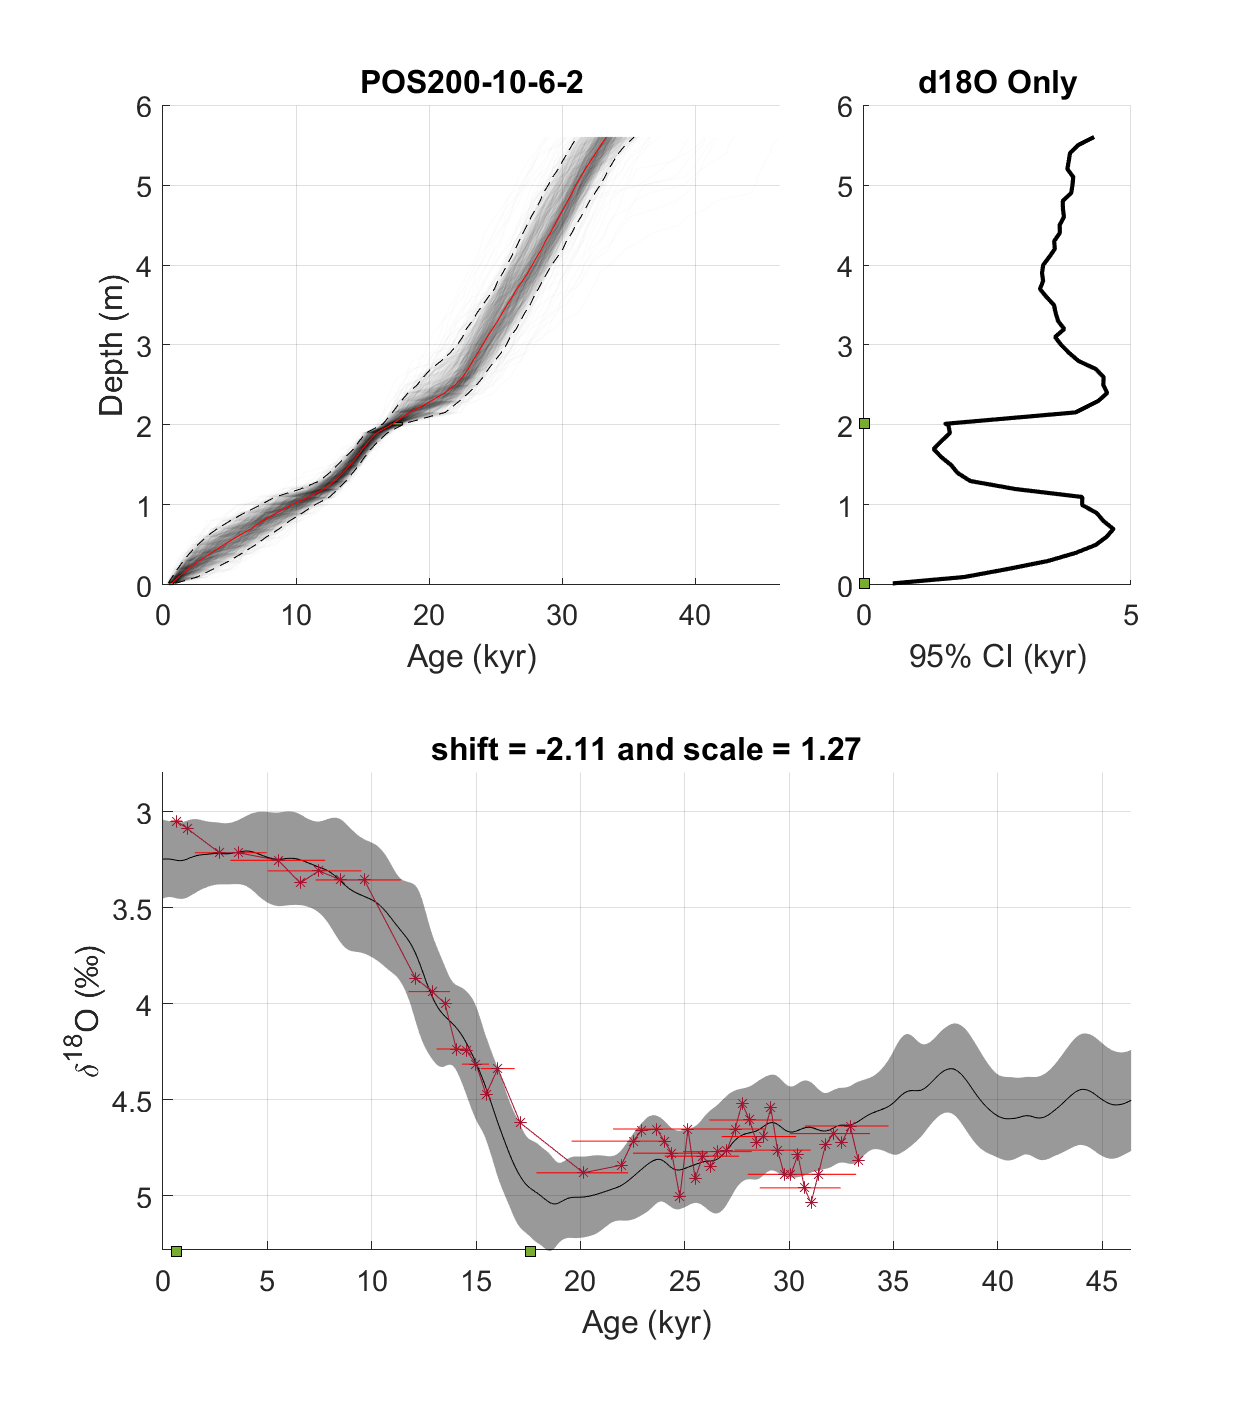 POS200-10-6-2
6
5
4
3
2
1
0
Depth (m)
0 10 20 30 40
Age (kyr)
d18O Only
6
5
4
3
2
1
0
0 5
95% CI (kyr)
shift = -2.11 and scale = 1.27
3
3.5
4
4.5
5
δ¹⁸O (‰)
0 5 10 15 20 25 30 35 40 45
Age (kyr)